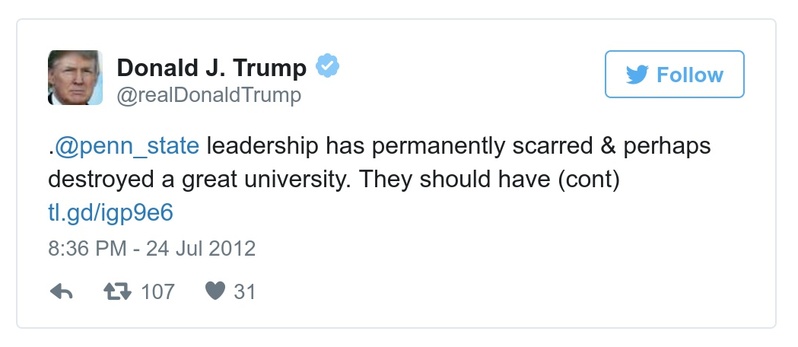 Donald J. Trump
@realDonaldTrump
Follow
.@penn_state leadership has permanently scarred & perhaps
destroyed a great university. They should have (cont)
tl.gd/igp9e6
8:36 PM - 24 Jul 2012
107 31